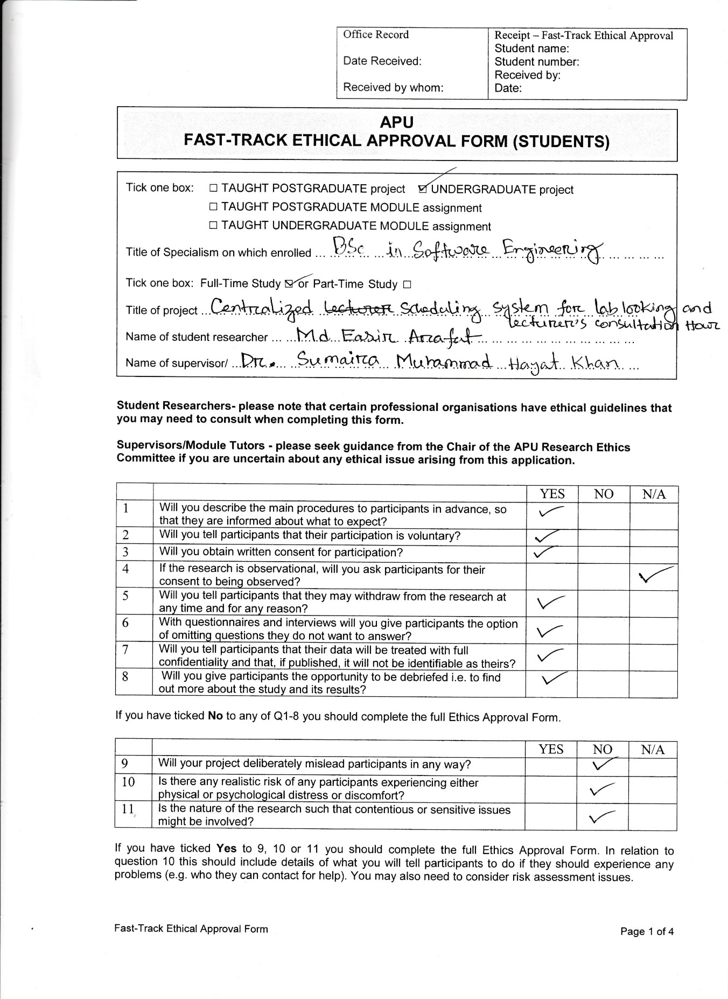 Office Record
Date Received:
Received by whom:
Receipt – Fast-Track Ethical Approval
Student name:
Student number:
Received by:
Date:
APU
FAST-TRACK ETHICAL APPROVAL FORM (STUDENTS)
Tick one box: ☐ TAUGHT POSTGRADUATE project ☑ UNDERGRADUATE project
☐ TAUGHT POSTGRADUATE MODULE assignment
☐ TAUGHT UNDERGRADUATE MODULE assignment
Title of Specialism on which enrolled ... BSc in Software Engineering
Tick one box: Full-Time Study ☑ or Part-Time Study ☐
Title of project ... Centralized Lecturer Scheduling system for lab looking and
lecturer's consultation Hour
Name of student researcher ... Md Easir Arafat
Name of supervisor/ ... Dr. Sumaira Muhammad Hayat Khan
Student Researchers- please note that certain professional organisations have ethical guidelines that
you may need to consult when completing this form.
Supervisors/Module Tutors - please seek guidance from the Chair of the APU Research Ethics
Committee if you are uncertain about any ethical issue arising from this application.
YES NO N/A
1 Will you describe the main procedures to participants in advance, so
that they are informed about what to expect? ✓
2 Will you tell participants that their participation is voluntary? ✓
3 Will you obtain written consent for participation? ✓
4 If the research is observational, will you ask participants for their
consent to being observed? ✓
5 Will you tell participants that they may withdraw from the research at
any time and for any reason? ✓
6 With questionnaires and interviews will you give participants the option
of omitting questions they do not want to answer? ✓
7 Will you tell participants that their data will be treated with full
confidentiality and that, if published, it will not be identifiable as theirs? ✓
8 Will you give participants the opportunity to be debriefed i.e. to find
out more about the study and its results? ✓
If you have ticked No to any of Q1-8 you should complete the full Ethics Approval Form.
YES NO N/A
9 Will your project deliberately mislead participants in any way? ✓
10 Is there any realistic risk of any participants experiencing either
physical or psychological distress or discomfort? ✓
11 Is the nature of the research such that contentious or sensitive issues
might be involved? ✓
If you have ticked Yes to 9, 10 or 11 you should complete the full Ethics Approval Form. In relation to
question 10 this should include details of what you will tell participants to do if they should experience any
problems (e.g. who they can contact for help). You may also need to consider risk assessment issues.
Fast-Track Ethical Approval Form
Page 1 of 4